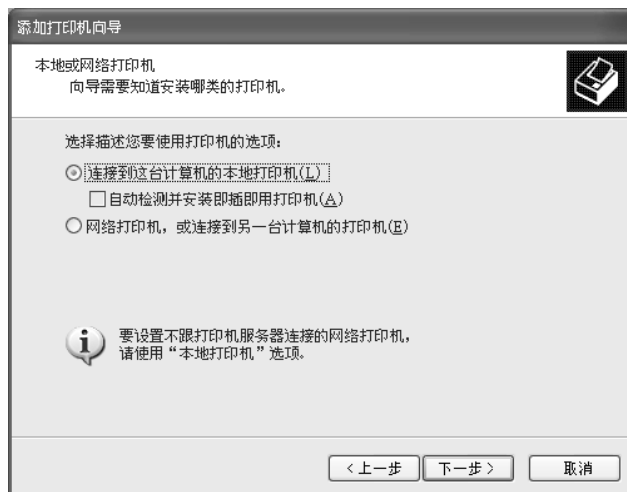 添加打印机向导
本地或网络打印机
向导需要知道安装哪类的打印机。
选择描述您要使用打印机的选项:
连接到这台计算机的本地打印机(L)
自动检测并安装即插即用打印机(A)
网络打印机，或连接到另一台计算机的打印机(E)
要设置不跟打印机服务器连接的网络打印机，
请使用“本地打印机”选项。
<上一步
下一步>
取消